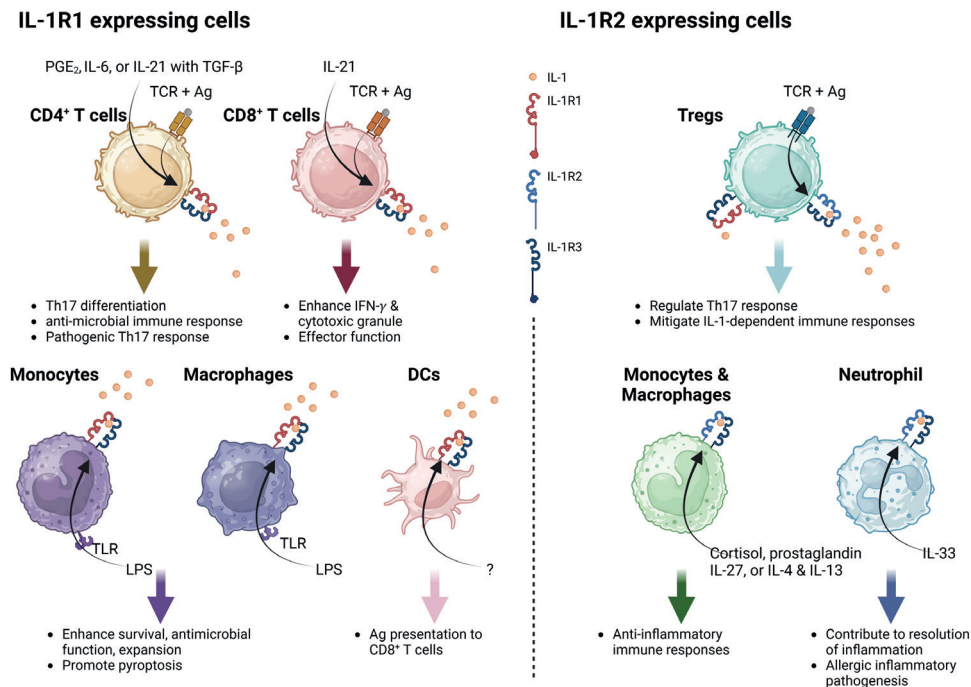 IL-1R1 expressing cells
IL-1R2 expressing cells
PGE₂, IL-6, or IL-21 with TGF-β
IL-21
TCR + Ag
TCR + Ag
CD4⁺ T cells
CD8⁺ T cells
IL-1
IL-1R1
IL-1R2
IL-1R3
TCR + Ag
Tregs
• Th17 differentiation
• anti-microbial immune response
• Pathogenic Th17 response
• Enhance IFN-γ &
cytotoxic granule
• Effector function
• Regulate Th17 response
• Mitigate IL-1-dependent immune responses
Monocytes
Macrophages
DCs
Monocytes &
Macrophages
Neutrophil
TLR
LPS
TLR
LPS
?
Cortisol, prostaglandin
IL-27, or IL-4 & IL-13
IL-33
• Enhance survival, antimicrobial
function, expansion
• Promote pyroptosis
• Ag presentation to
CD8⁺ T cells
• Anti-inflammatory
immune responses
• Contribute to resolution
of inflammation
• Allergic inflammatory
pathogenesis